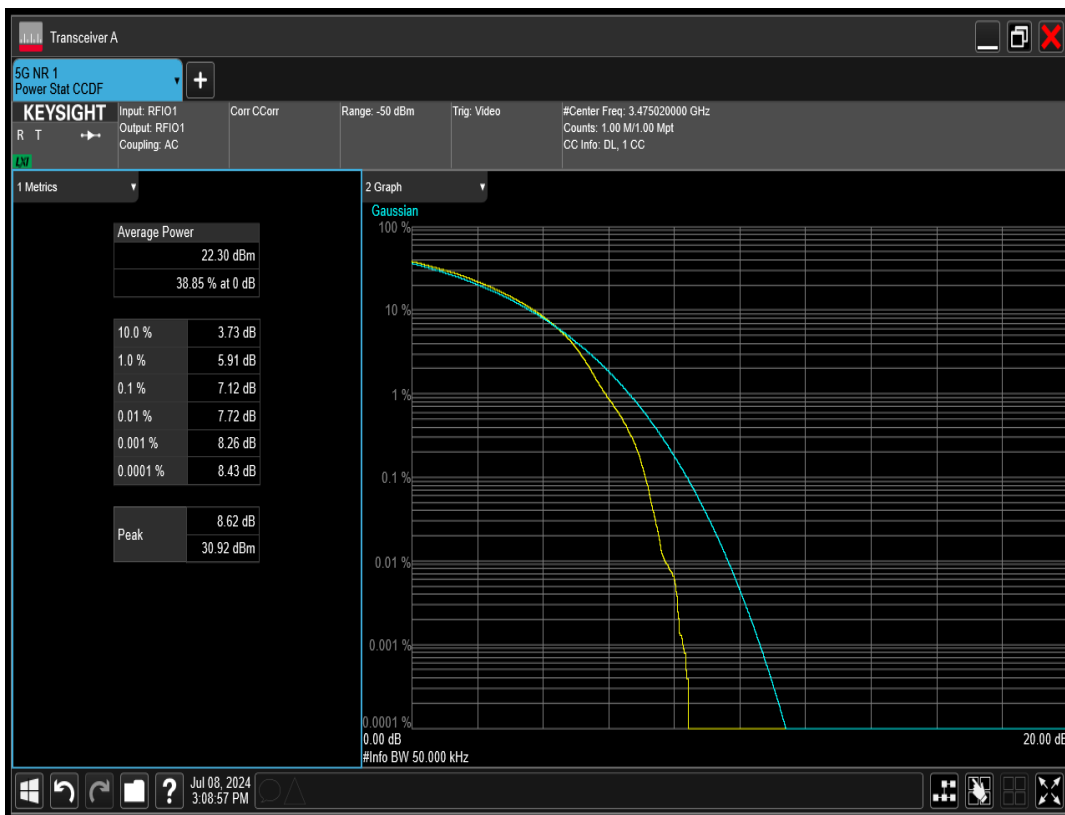 Transceiver A
5G NR 1
Power Stat CCDF
+
KEYSIGHT
R T
LXI
Input: RFIO1
Output: RFIO1
Coupling: AC
Corr CCorr
Range: -50 dBm
Trig: Video
#Center Freq: 3.475020000 GHz
Counts: 1.00 M/1.00 Mpt
CC Info: DL, 1 CC
1 Metrics
Average Power
22.30 dBm
38.85 % at 0 dB
10.0 % 3.73 dB
1.0 % 5.91 dB
0.1 % 7.12 dB
0.01 % 7.72 dB
0.001 % 8.26 dB
0.0001 % 8.43 dB
Peak
8.62 dB
30.92 dBm
2 Graph
Gaussian
100 %
10 %
1 %
0.1 %
0.01 %
0.001 %
0.0001 %
0.00 dB 20.00 dB
#Info BW 50.000 kHz
?
Jul 08, 2024
3:08:57 PM